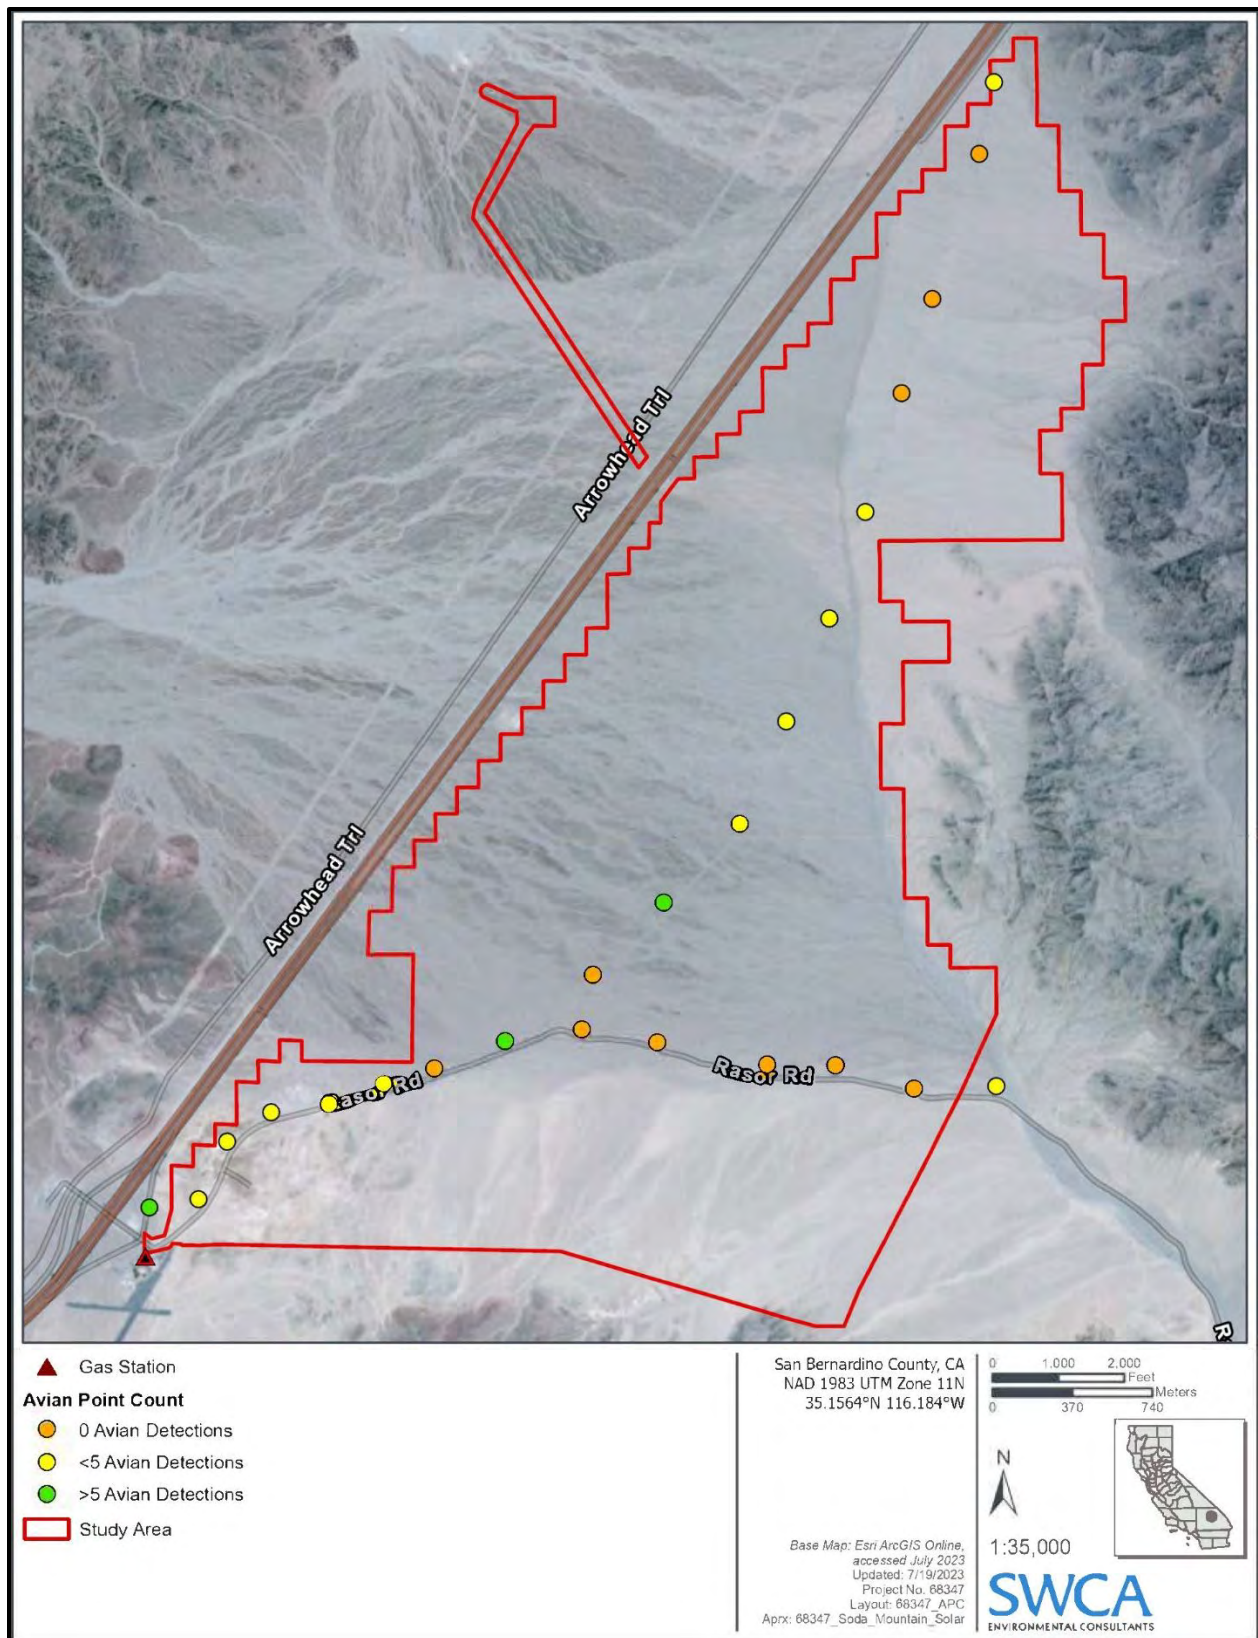 Arrowhead Trl
Arrowhead Trl
Rasor Rd
Rasor Rd
R
Gas Station
Avian Point Count
0 Avian Detections
<5 Avian Detections
>5 Avian Detections
Study Area
San Bernardino County, CA
NAD 1983 UTM Zone 11N
35.1564°N 116.184°W
Base Map: Esri ArcGIS Online,
accessed July 2023
Updated: 7/19/2023
Project No. 68347
Layout: 68347_APC
Aprx: 68347_Soda_Mountain_Solar
0 1,000 2,000
Feet
Meters
0 370 740
N
1:35,000
SWCA
ENVIRONMENTAL CONSULTANTS